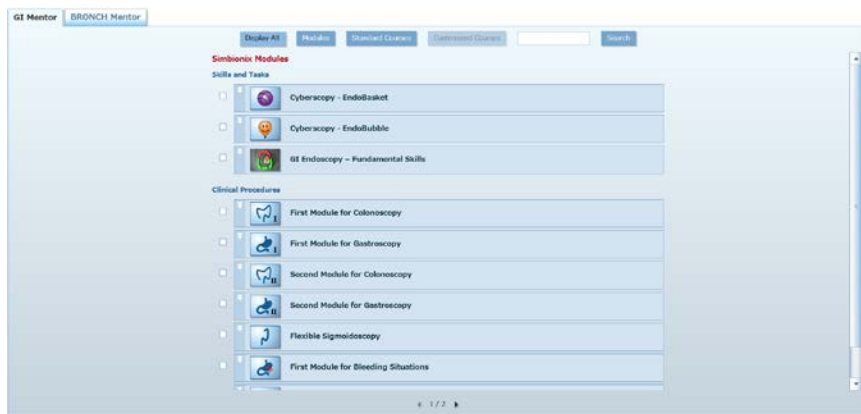 GI Mentor
BRONCH Mentor
Display All
Modules
Standard Courses
Customized Courses
Search
Simbionix Modules
Skills and Tasks
Cyberscopy - EndoBasket
Cyberscopy - EndoBubble
GI Endoscopy – Fundamental Skills
Clinical Procedures
I
First Module for Colonoscopy
I
First Module for Gastroscopy
II
Second Module for Colonoscopy
II
Second Module for Gastroscopy
Flexible Sigmoidoscopy
First Module for Bleeding Situations
1 / 2